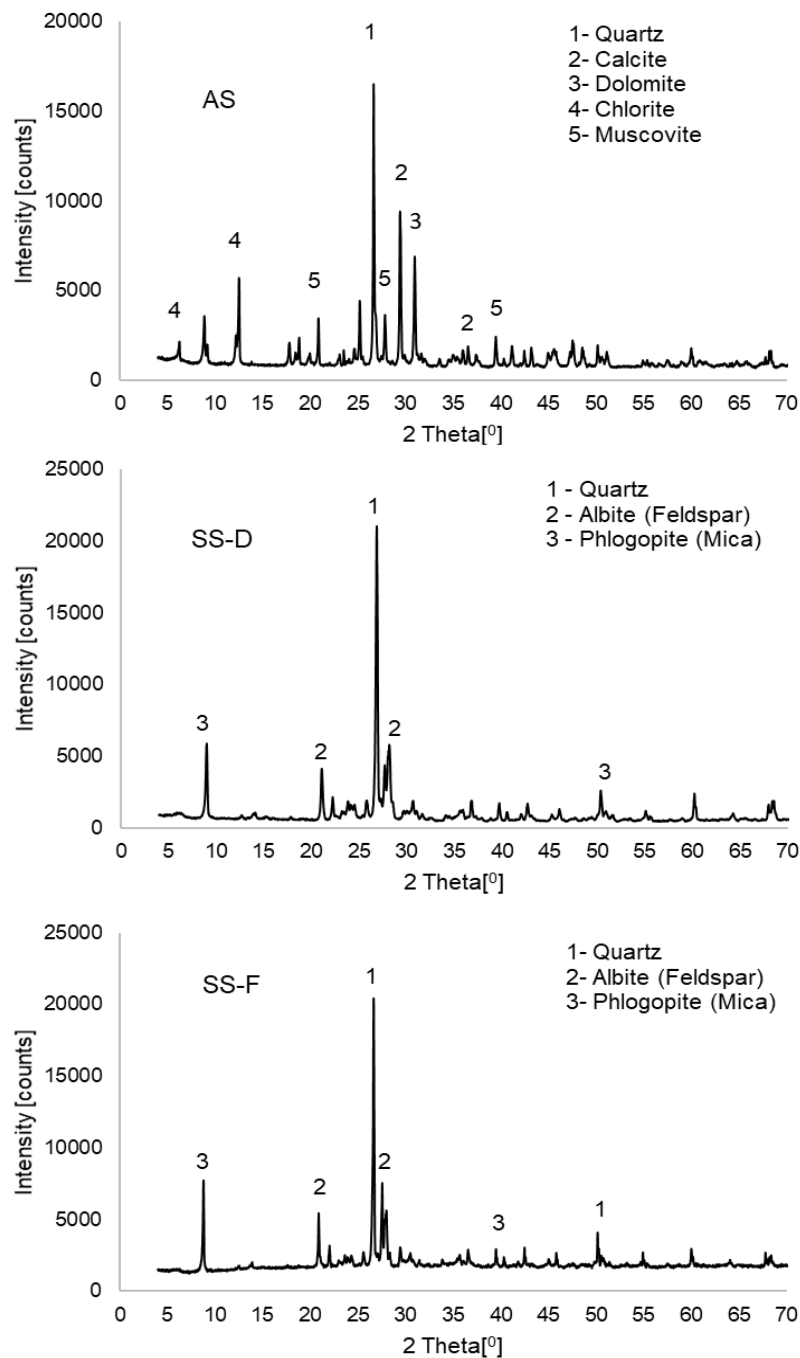 20000
1
1- Quartz
2- Calcite
3- Dolomite
4- Chlorite
5- Muscovite
AS
15000
2
10000
3
4
5
5
5000
4
2
5
0
Intensity [counts]
0 5 10 15 20 25 30 35 40 45 50 55 60 65 70
2 Theta[⁰]
25000
1 - Quartz
2 - Albite (Feldspar)
3 - Phlogopite (Mica)
1
SS-D
20000
15000
10000
3
2
2
3
5000
0
Intensity [counts]
0 5 10 15 20 25 30 35 40 45 50 55 60 65 70
2 Theta[⁰]
25000
1- Quartz
2- Albite (Feldspar)
3- Phlogopite (Mica)
1
SS-F
20000
15000
10000
3
2
2
3
1
5000
0
Intensity [counts]
0 5 10 15 20 25 30 35 40 45 50 55 60 65 70
2 Theta[⁰]